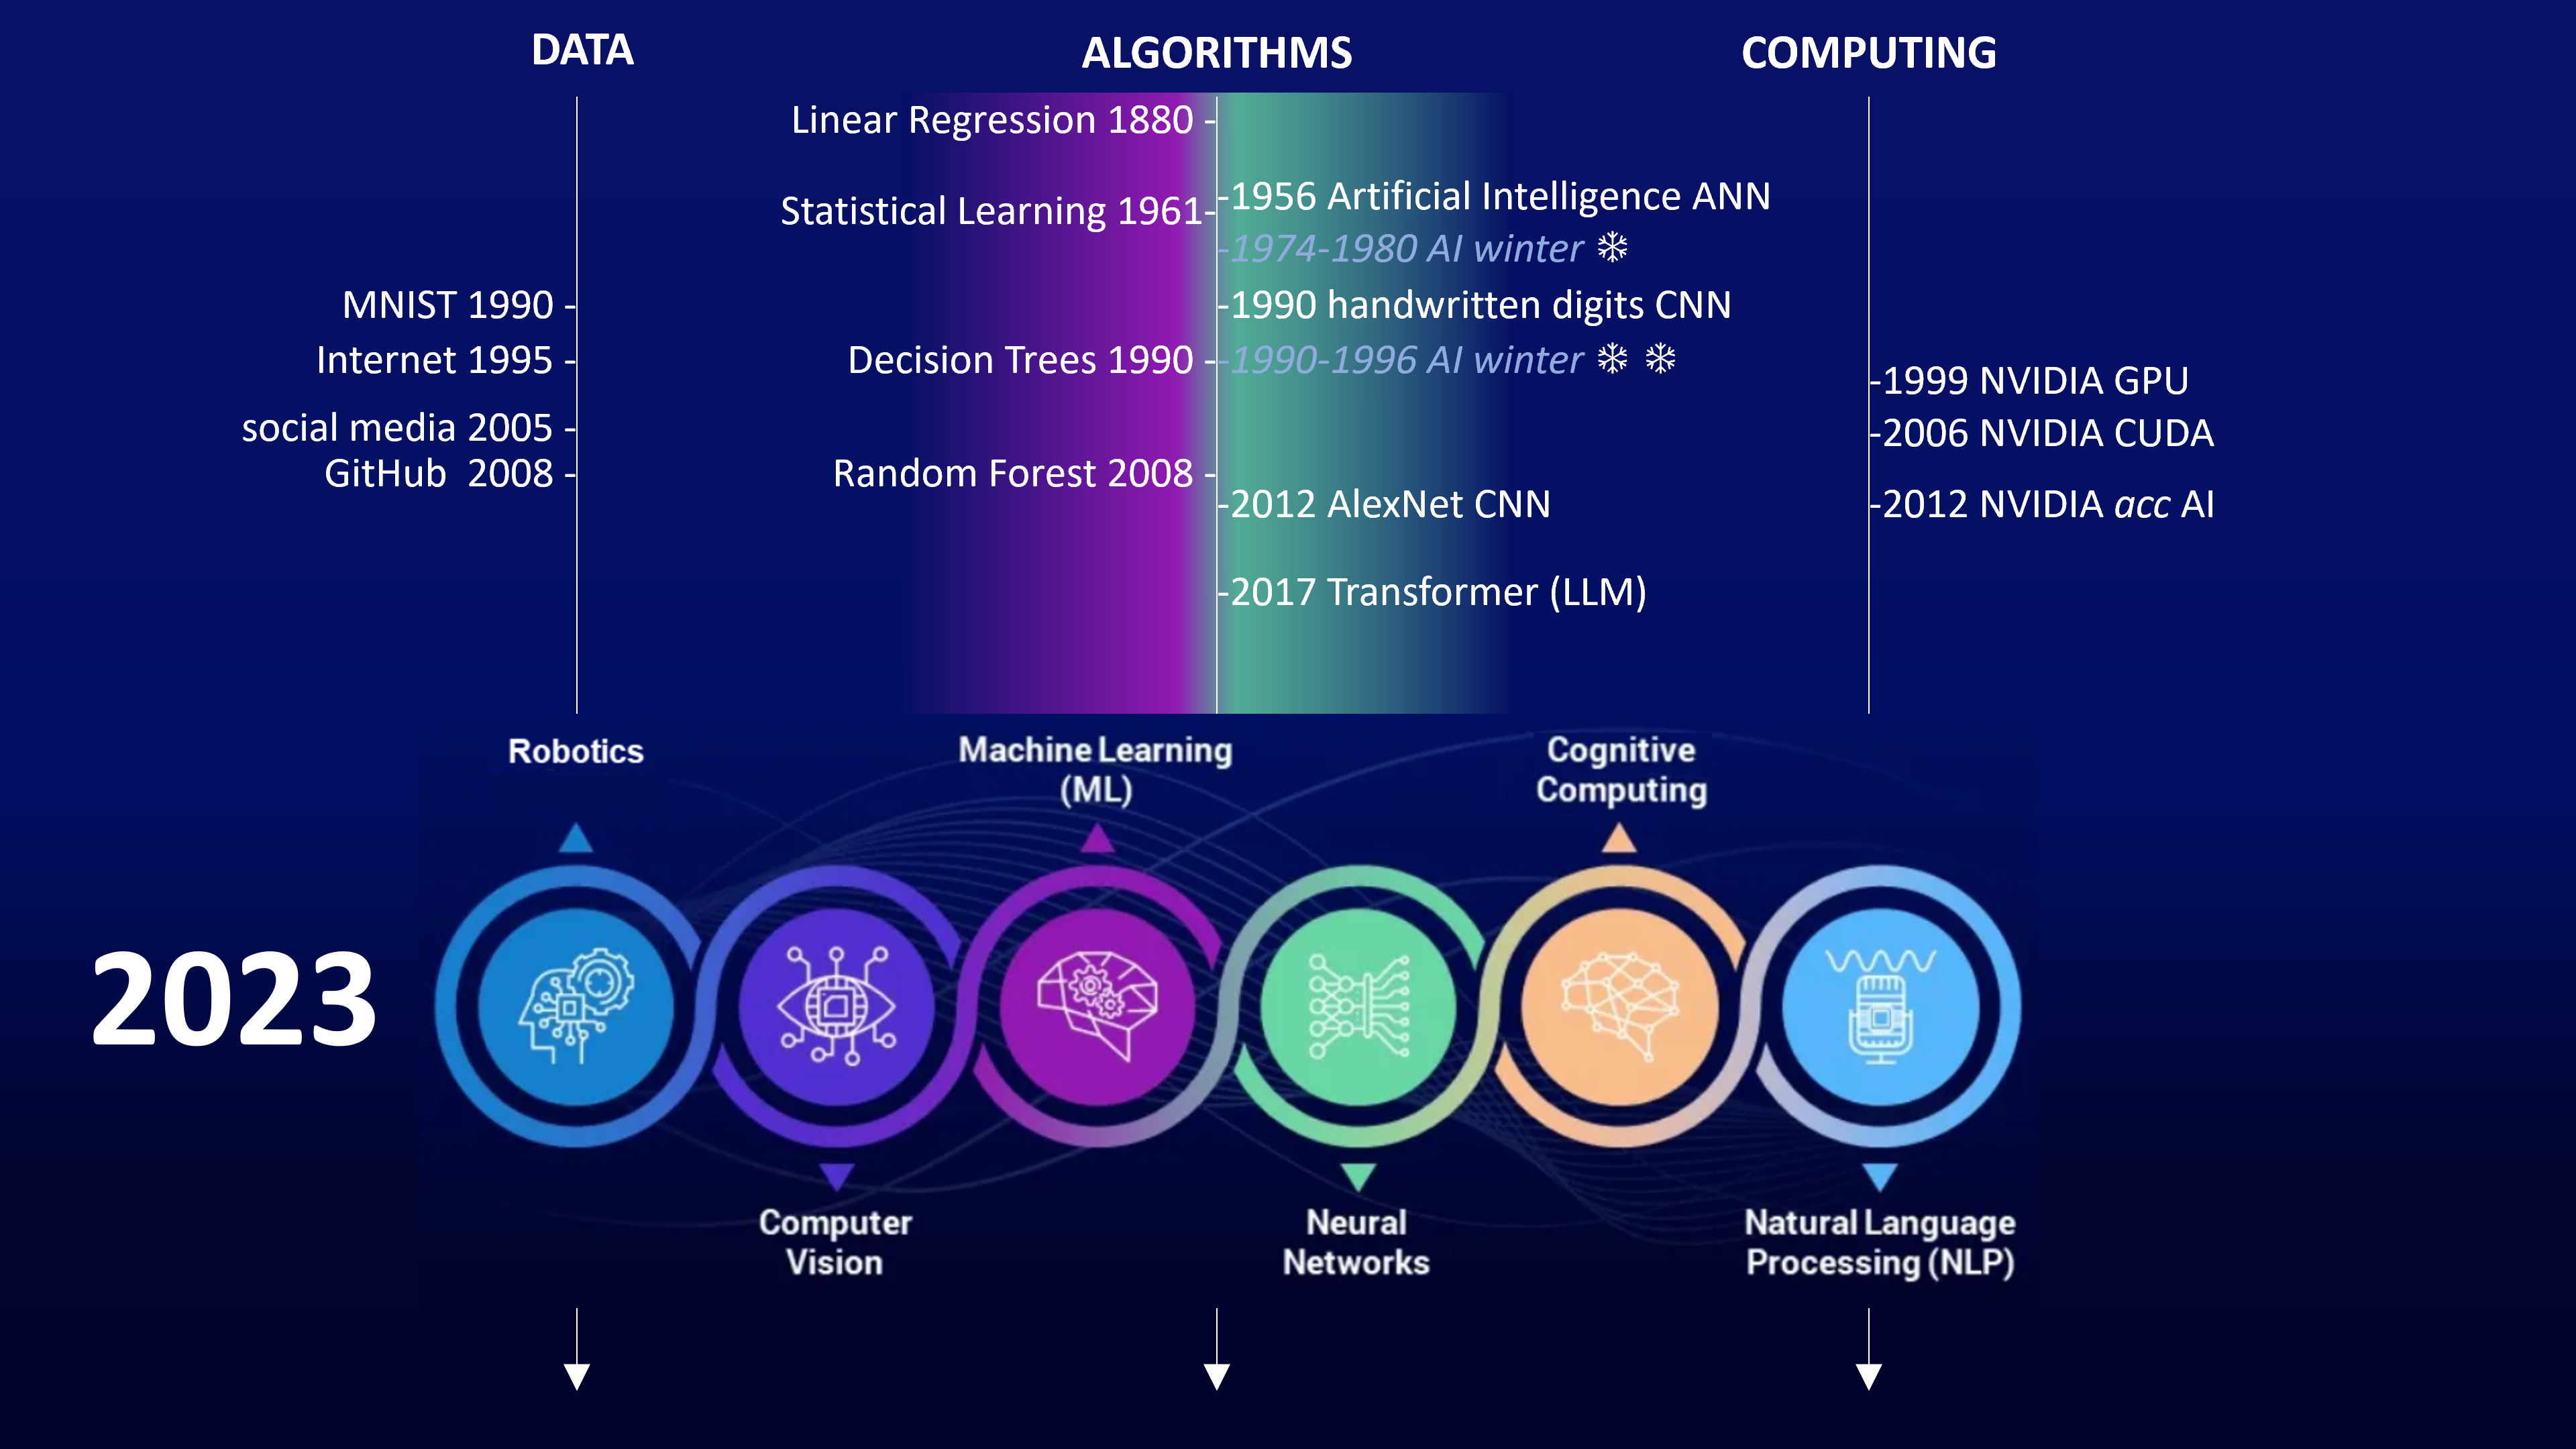 DATA
ALGORITHMS
COMPUTING
Linear Regression 1880 -
-1956 Artificial Intelligence ANN
Statistical Learning 1961-
-1974-1980 AI winter ❄
MNIST 1990 -
-1990 handwritten digits CNN
Internet 1995 -
Decision Trees 1990 -
-1990-1996 AI winter ❄ ❄
-1999 NVIDIA GPU
social media 2005 -
-2006 NVIDIA CUDA
GitHub  2008 -
Random Forest 2008 -
-2012 AlexNet CNN
-2012 NVIDIA acc AI
-2017 Transformer (LLM)
Robotics
Machine Learning
(ML)
Cognitive
Computing
2023
Computer
Vision
Neural
Networks
Natural Language
Processing (NLP)